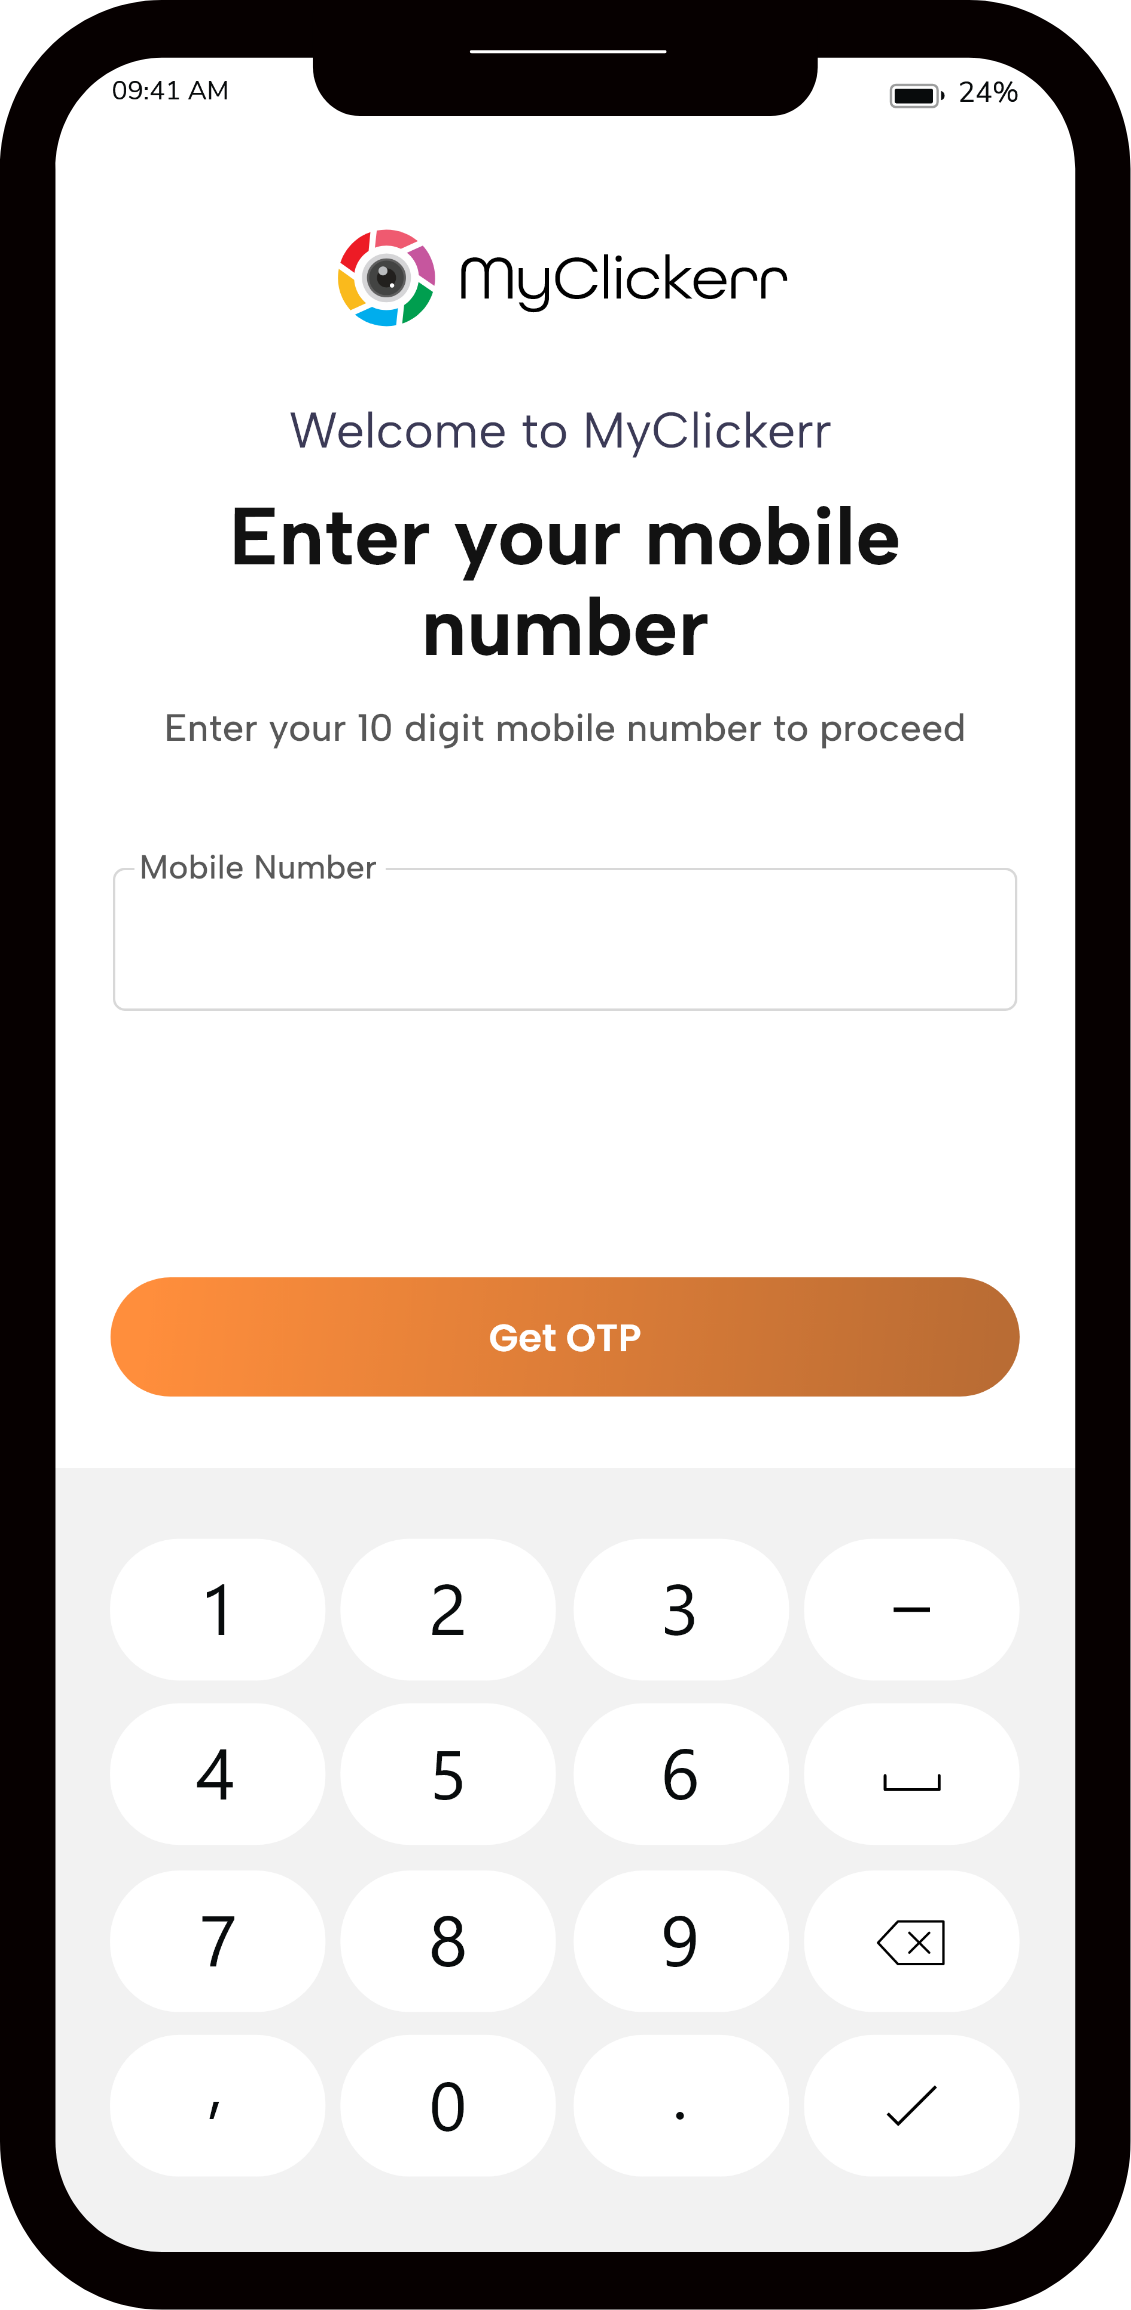 09:41 AM 24%
MyClickerr
Welcome to MyClickerr
Enter your mobile
number
Enter your 10 digit mobile number to proceed
Mobile Number
Get OTP
1 2 3 –
4 5 6
7 8 9
, 0 .